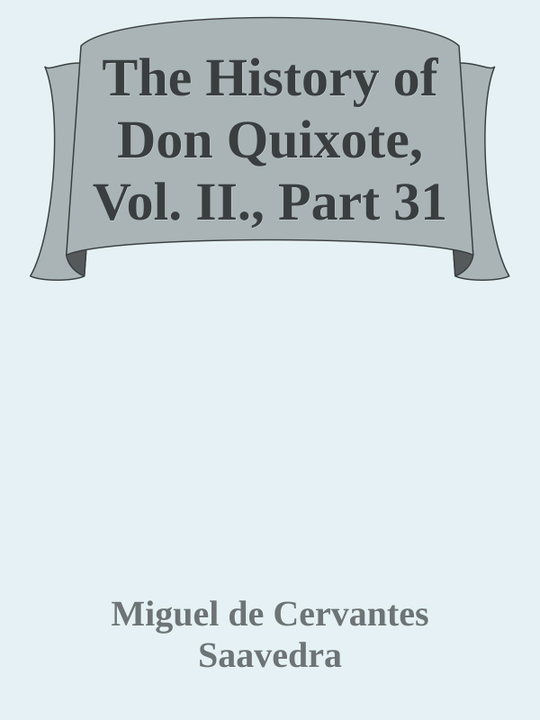 The History of
Don Quixote,
Vol. II., Part 31
Miguel de Cervantes
Saavedra